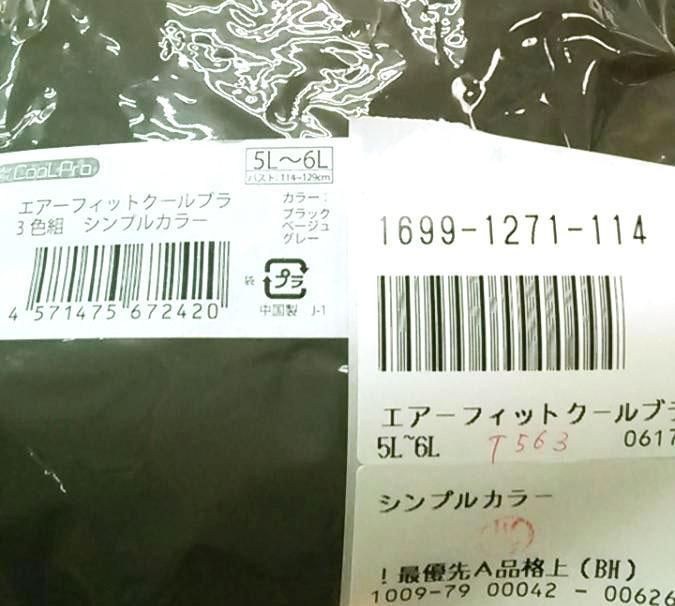 CooLPro
5L～6L
バスト：114~129cm
エアーフィットクールブラ
3色組 シンプルカラー
カラー：
ブラック
ベージュ
グレー
4 571475 672420
袋
プラ
中国製 J-1
1699-1271-114
エアーフィットクールブラ
5L~6L T563 0617
シンプルカラー
！最優先A品格上(BH)
1009-79 00042 - 00626